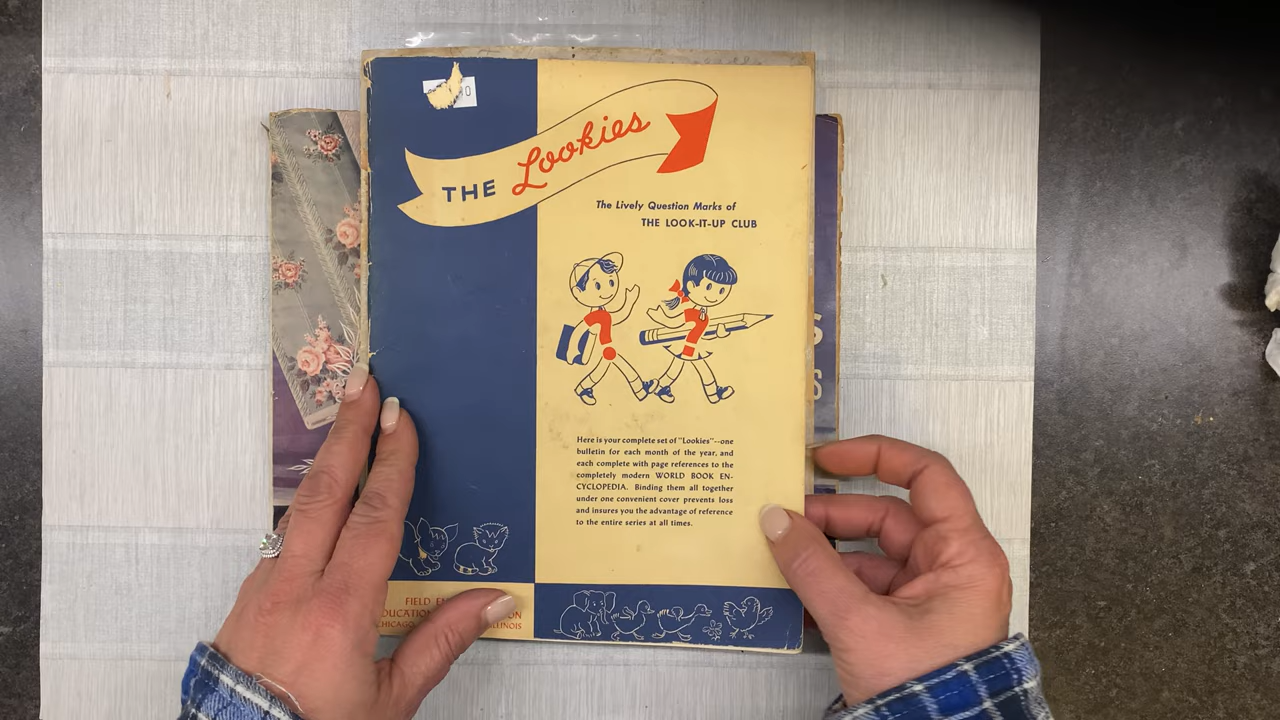 THE Lookies
The Lively Question Marks of
THE LOOK-IT-UP CLUB
Here is your complete set of "Lookies"--one
bulletin for each month of the year, and
each complete with page references to the
completely modern WORLD BOOK EN-
CYCLOPEDIA. Binding them all together
under one convenient cover prevents loss
and insures you the advantage of reference
to the entire series at all times.
FIELD
CHICAGO